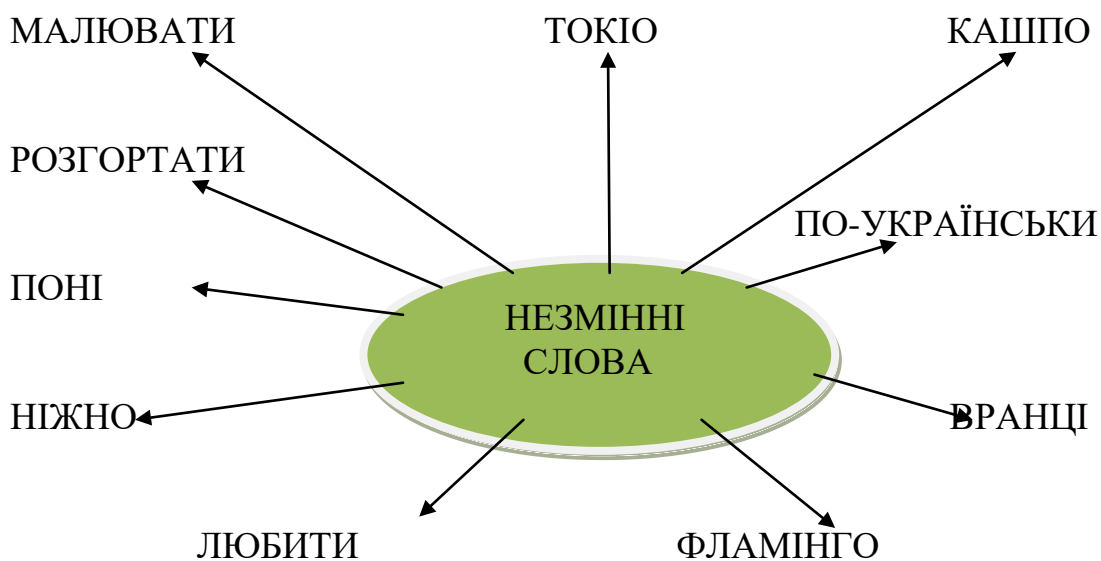 МАЛЮВАТИ
ТОКІО
КАШПО
РОЗГОРТАТИ
ПО-УКРАЇНСЬКИ
ПОНІ
НЕЗМІННІ
СЛОВА
НІЖНО
ВРАНЦІ
ЛЮБИТИ
ФЛАМІНГО